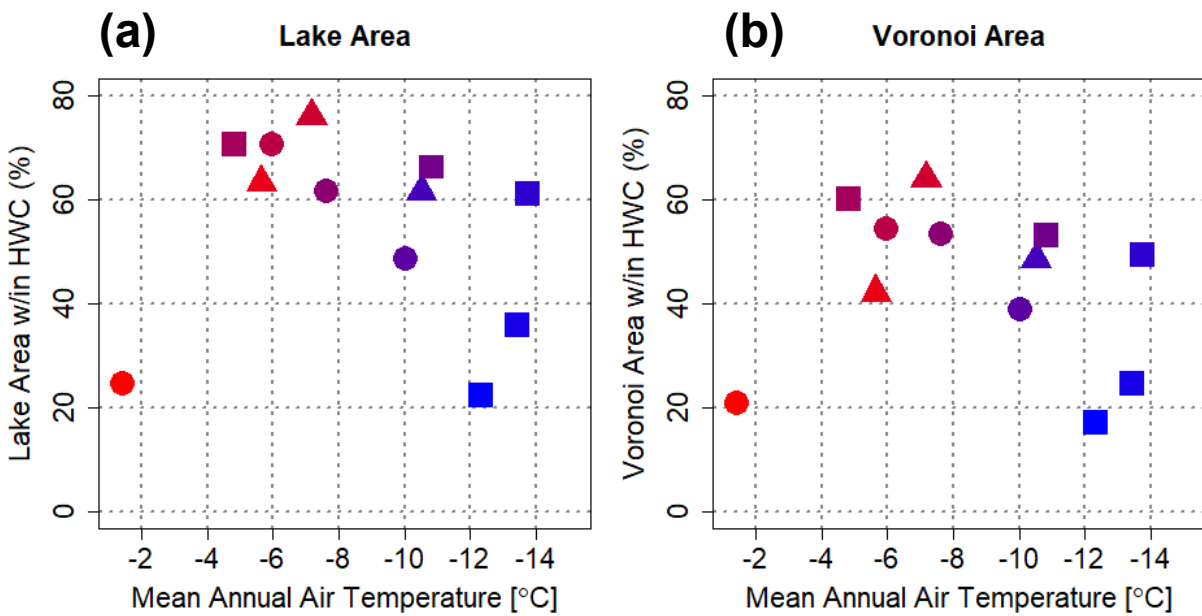 (a)
Lake Area
Lake Area w/in HWC (%)
80
60
40
20
0
-2 -4 -6 -8 -10 -12 -14
Mean Annual Air Temperature [°C]
(b)
Voronoi Area
Voronoi Area w/in HWC (%)
80
60
40
20
0
-2 -4 -6 -8 -10 -12 -14
Mean Annual Air Temperature [°C]